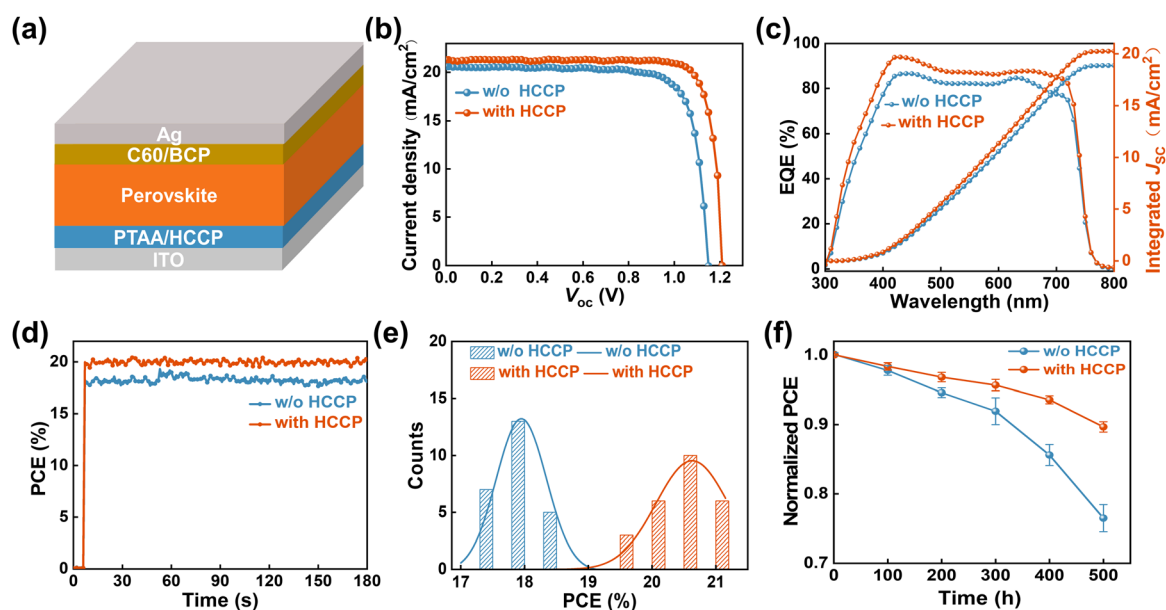 (a)
Ag
C60/BCP
Perovskite
PTAA/HCCP
ITO
(b)
Current density (mA/cm²)
20
15
10
5
0
w/o HCCP
with HCCP
0.0 0.2 0.4 0.6 0.8 1.0 1.2
Voc (V)
(c)
EQE (%)
100
80
60
40
20
0
w/o HCCP
with HCCP
20
15
10
5
0
Integrated JSC (mA/cm²)
300 400 500 600 700 800
Wavelength (nm)
(d)
PCE (%)
25
20
15
10
5
0
w/o HCCP
with HCCP
0 30 60 90 120 150 180
Time (s)
(e)
Counts
20
15
10
5
0
w/o HCCP w/o HCCP
with HCCP with HCCP
17 18 19 20 21
PCE (%)
(f)
Normalized PCE
1.0
0.9
0.8
0.7
w/o HCCP
with HCCP
0 100 200 300 400 500
Time (h)